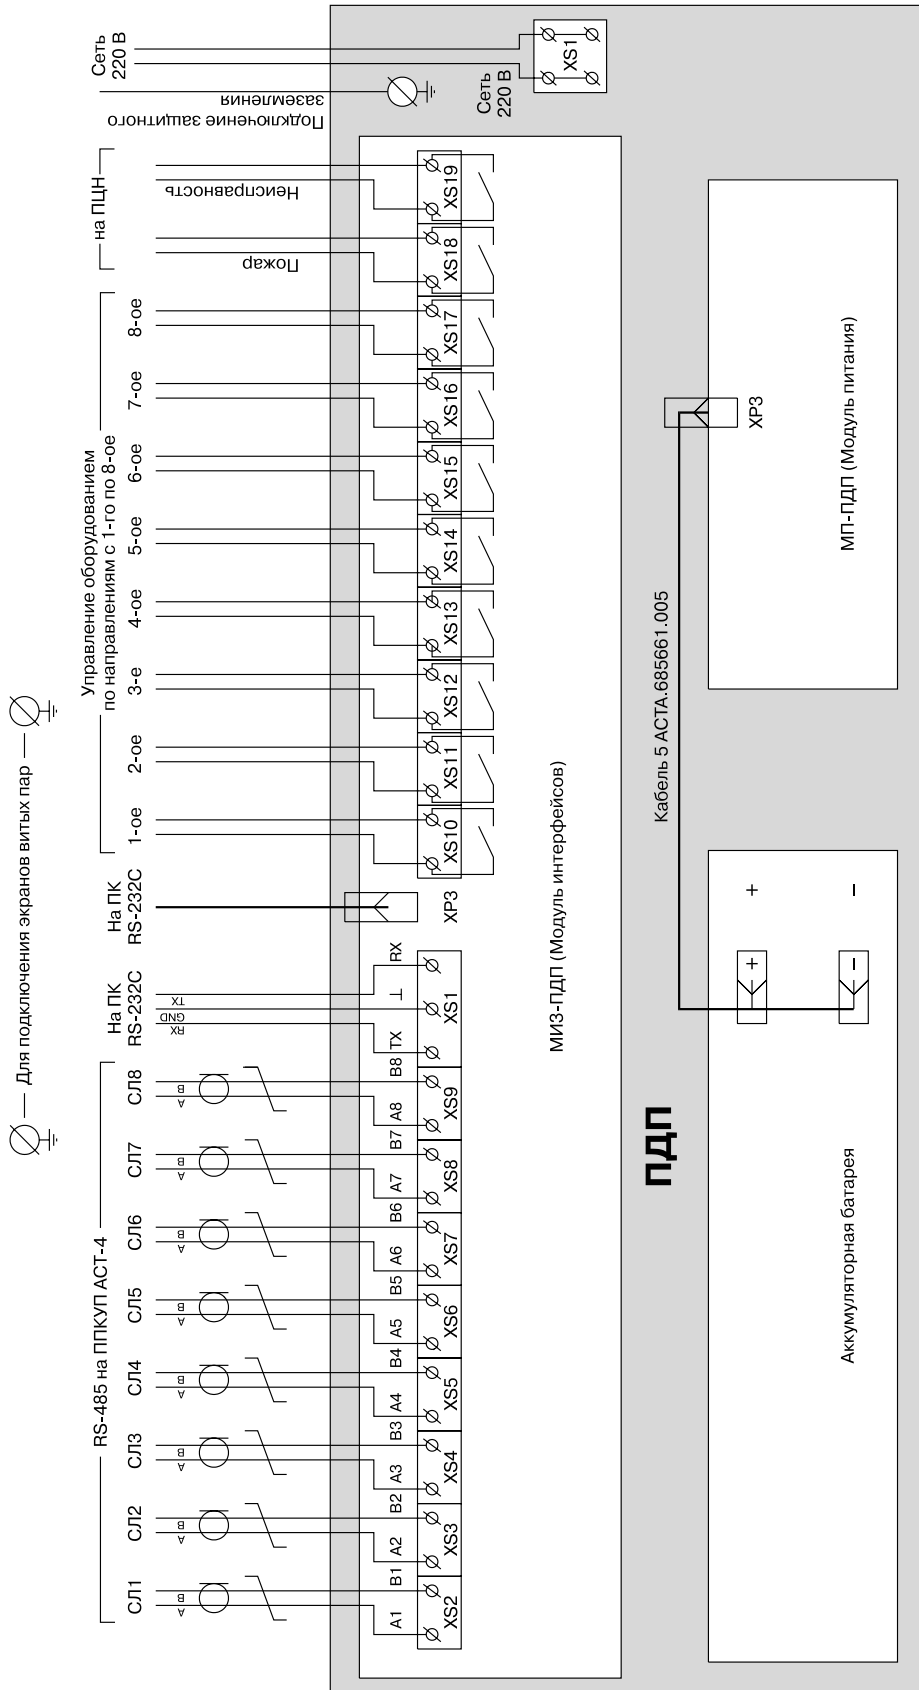 Для подключения экранов витых пар
RS-485 на ППКУП АСТ-4
СЛ1
СЛ2
СЛ3
СЛ4
СЛ5
СЛ6
СЛ7
СЛ8
A B
A B
A B
A B
A B
A B
A B
A B
На ПК
RS-232C
RX
GND
TX
На ПК
RS-232C
Управление оборудованием
по направлениям с 1-го по 8-ое
1-ое
2-ое
3-е
4-ое
5-ое
6-ое
7-ое
8-ое
на ПЦН
Пожар
Неисправность
Подключение защитного
заземления
Сеть
220 В
A1 B1
A2 B2
A3 B3
A4 B4
A5 B5
A6 B6
A7 B7
A8 B8
TX ⊥ RX
XS2
XS3
XS4
XS5
XS6
XS7
XS8
XS9
XS1
XP3
XS10
XS11
XS12
XS13
XS14
XS15
XS16
XS17
XS18
XS19
Сеть
220 В
XS1
МИЗ-ПДП (Модуль интерфейсов)
ПДП
Кабель 5 АСТА.685661.005
Аккумуляторная батарея
+ +
– –
XP3
МП-ПДП (Модуль питания)